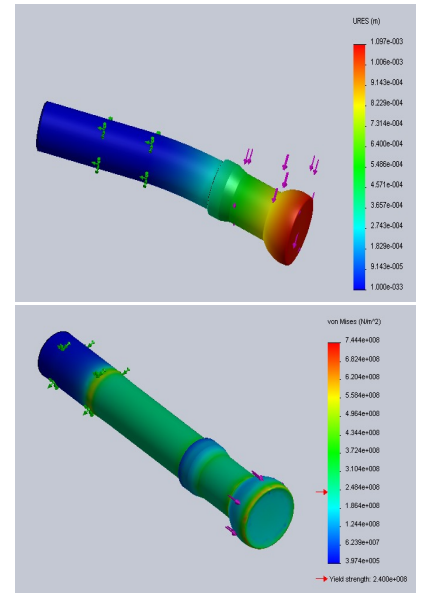 URES (m)
1.097e-003
1.006e-003
9.143e-004
8.229e-004
7.314e-004
6.400e-004
5.486e-004
4.571e-004
3.657e-004
2.743e-004
1.829e-004
9.143e-005
1.000e-033
von Mises (N/m^2)
7.444e+008
6.824e+008
6.204e+008
5.584e+008
4.964e+008
4.344e+008
3.724e+008
3.104e+008
2.484e+008
1.864e+008
1.244e+008
6.239e+007
3.974e+005
Yield strength: 2.400e+008